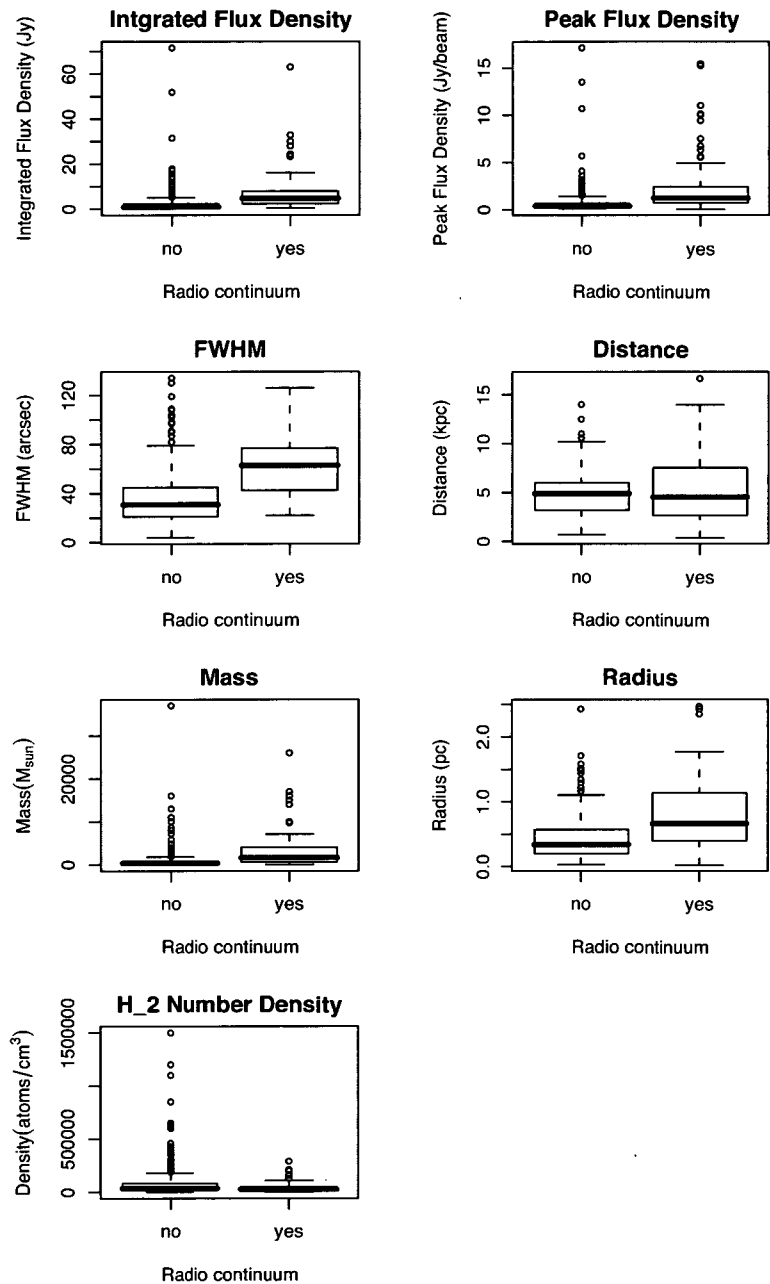 Intgrated Flux Density
Integrated Flux Density (Jy)
0
20
40
60
no
yes
Radio continuum
Peak Flux Density
Peak Flux Density (Jy/beam)
0
5
10
15
no
yes
Radio continuum
FWHM
FWHM (arcsec)
0
40
80
120
no
yes
Radio continuum
Distance
Distance (kpc)
0
5
10
15
no
yes
Radio continuum
Mass
Mass(Msun)
0
20000
no
yes
Radio continuum
Radius
Radius (pc)
0.0
1.0
2.0
no
yes
Radio continuum
H_2 Number Density
Density(atoms/cm³)
0
500000
1500000
no
yes
Radio continuum